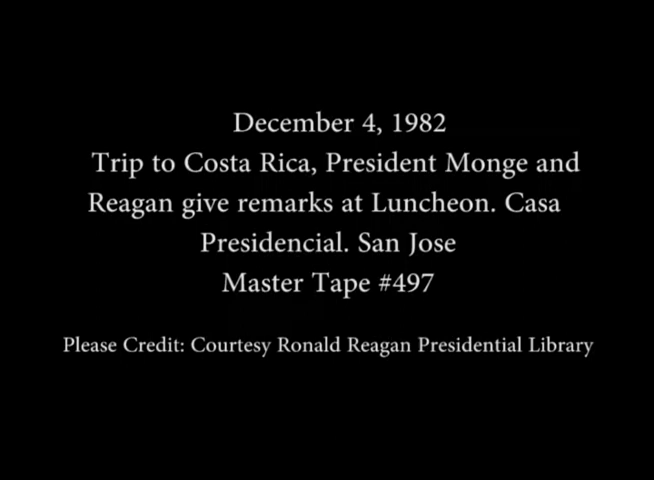 December 4, 1982
Trip to Costa Rica, President Monge and
Reagan give remarks at Luncheon. Casa
Presidencial. San Jose
Master Tape #497
Please Credit: Courtesy Ronald Reagan Presidential Library